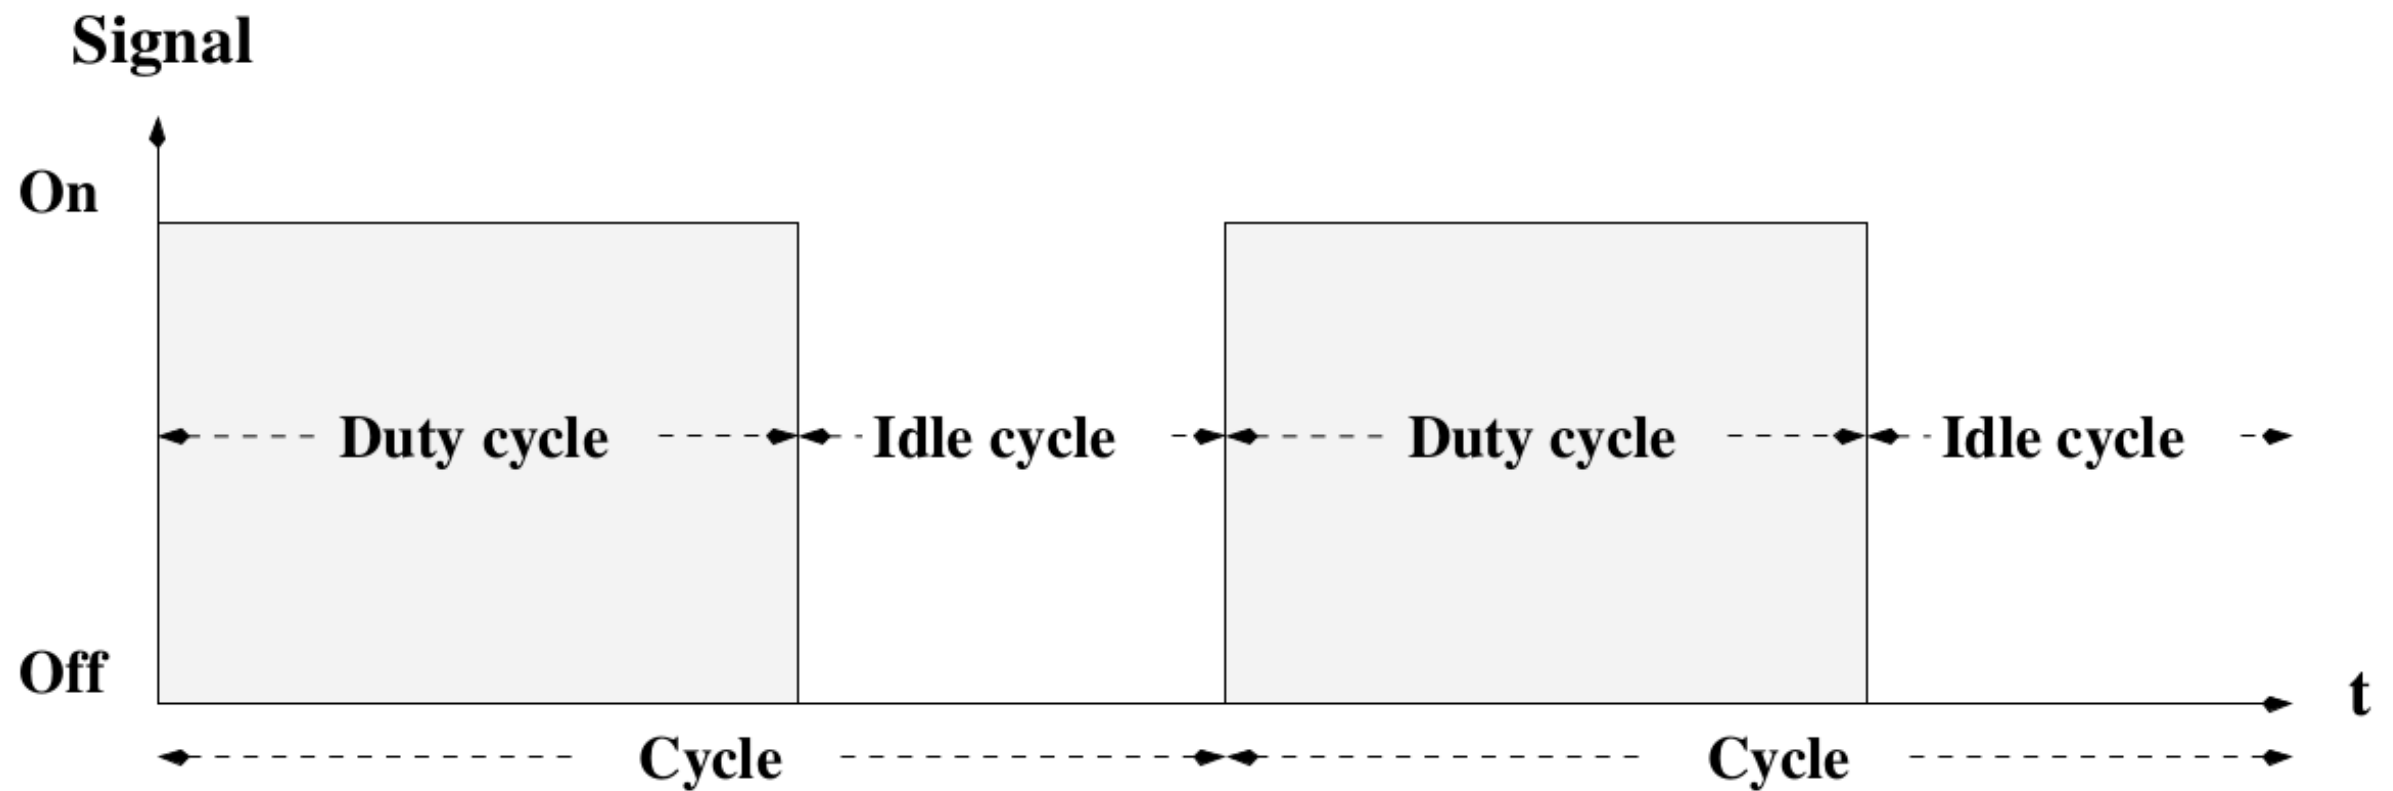 Signal
On
Duty cycle Idle cycle Duty cycle Idle cycle
Off
t
Cycle Cycle